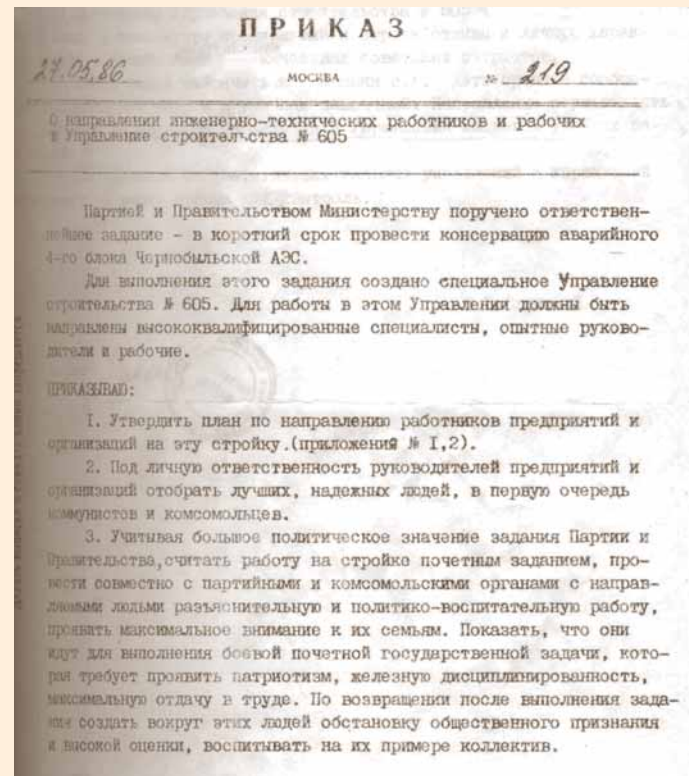 ПРИКАЗ
27.05.86 МОСКВА № 219
О направлении инженерно-технических работников и рабочих
в Управление строительства № 605
Партией и Правительством Министерству поручено ответствен-
нейшее задание – в короткий срок провести консервацию аварийного
4-го блока Чернобыльской АЭС.
Для выполнения этого задания создано специальное Управление
строительства № 605. Для работы в этом Управлении должны быть
направлены высококвалифицированные специалисты, опытные руково-
дители и рабочие.
ПРИКАЗЫВАЮ:
I. Утвердить план по направлению работников предприятий и
организаций на эту стройку.(приложения № I,2).
2. Под личную ответственность руководителей предприятий и
организаций отобрать лучших, надежных людей, в первую очередь
коммунистов и комсомольцев.
3. Учитывая большое политическое значение задания Партии и
Правительства,считать работу на стройке почетным заданием, про-
вести совместно с партийными и комсомольскими органами с направ-
ляемыми людьми разъяснительную и политико-воспитательную работу,
проявить максимальное внимание к их семьям. Показать, что они
идут для выполнения боевой почетной государственной задачи, кото-
рая требует проявить патриотизм, железную дисциплинированность,
максимальную отдачу в труде. По возвращении после выполнения зада-
ния создать вокруг этих людей обстановку общественного признания
и высокой оценки, воспитывать на их примере коллектив.